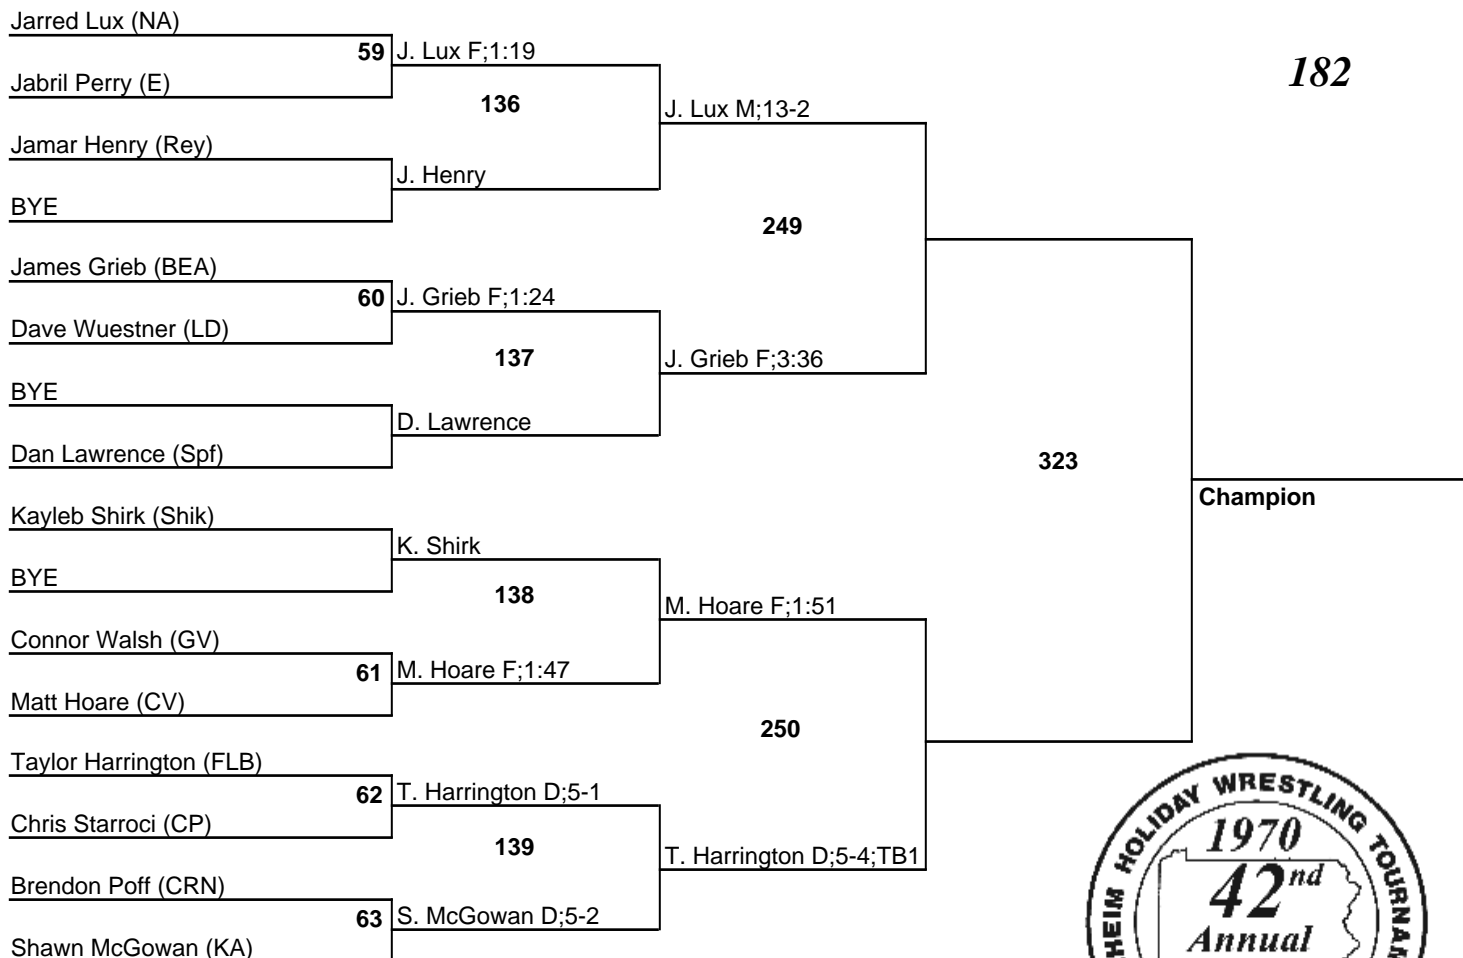 Jarred Lux (NA)
59 J. Lux F;1:19
182
Jabril Perry (E)
136
J. Lux M;13-2
Jamar Henry (Rey)
J. Henry
BYE
249
James Grieb (BEA)
60 J. Grieb F;1:24
Dave Wuestner (LD)
137
J. Grieb F;3:36
BYE
D. Lawrence
Dan Lawrence (Spf)
323
Champion
Kayleb Shirk (Shik)
K. Shirk
BYE
138
M. Hoare F;1:51
Connor Walsh (GV)
61 M. Hoare F;1:47
Matt Hoare (CV)
250
Taylor Harrington (FLB)
62 T. Harrington D;5-1
Chris Starroci (CP)
139
T. Harrington D;5-4;TB1
Brendon Poff (CRN)
63 S. McGowan D;5-2
Shawn McGowan (KA)
HEIM HOLIDAY WRESTLING TOURNAM
1970
42nd
Annual